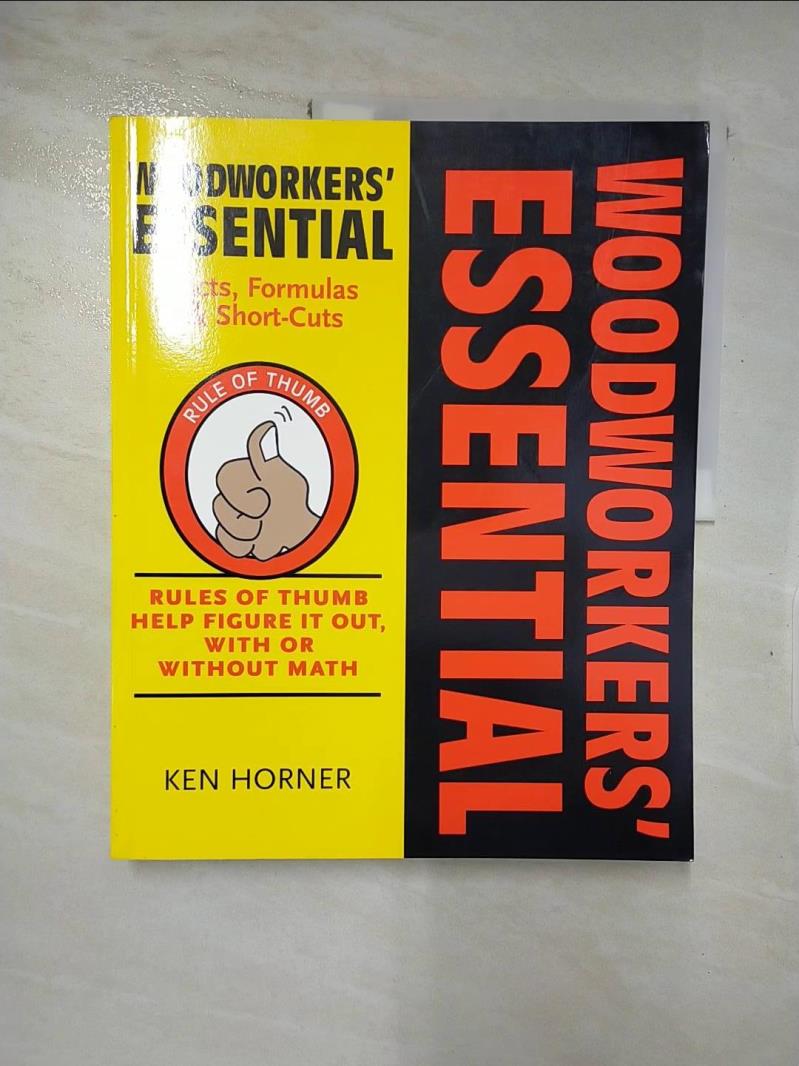 WOODWORKERS'
ESSENTIAL
Facts, Formulas
& Short-Cuts
RULE OF THUMB
RULES OF THUMB
HELP FIGURE IT OUT,
WITH OR
WITHOUT MATH
KEN HORNER
WOODWORKERS'
ESSENTIAL